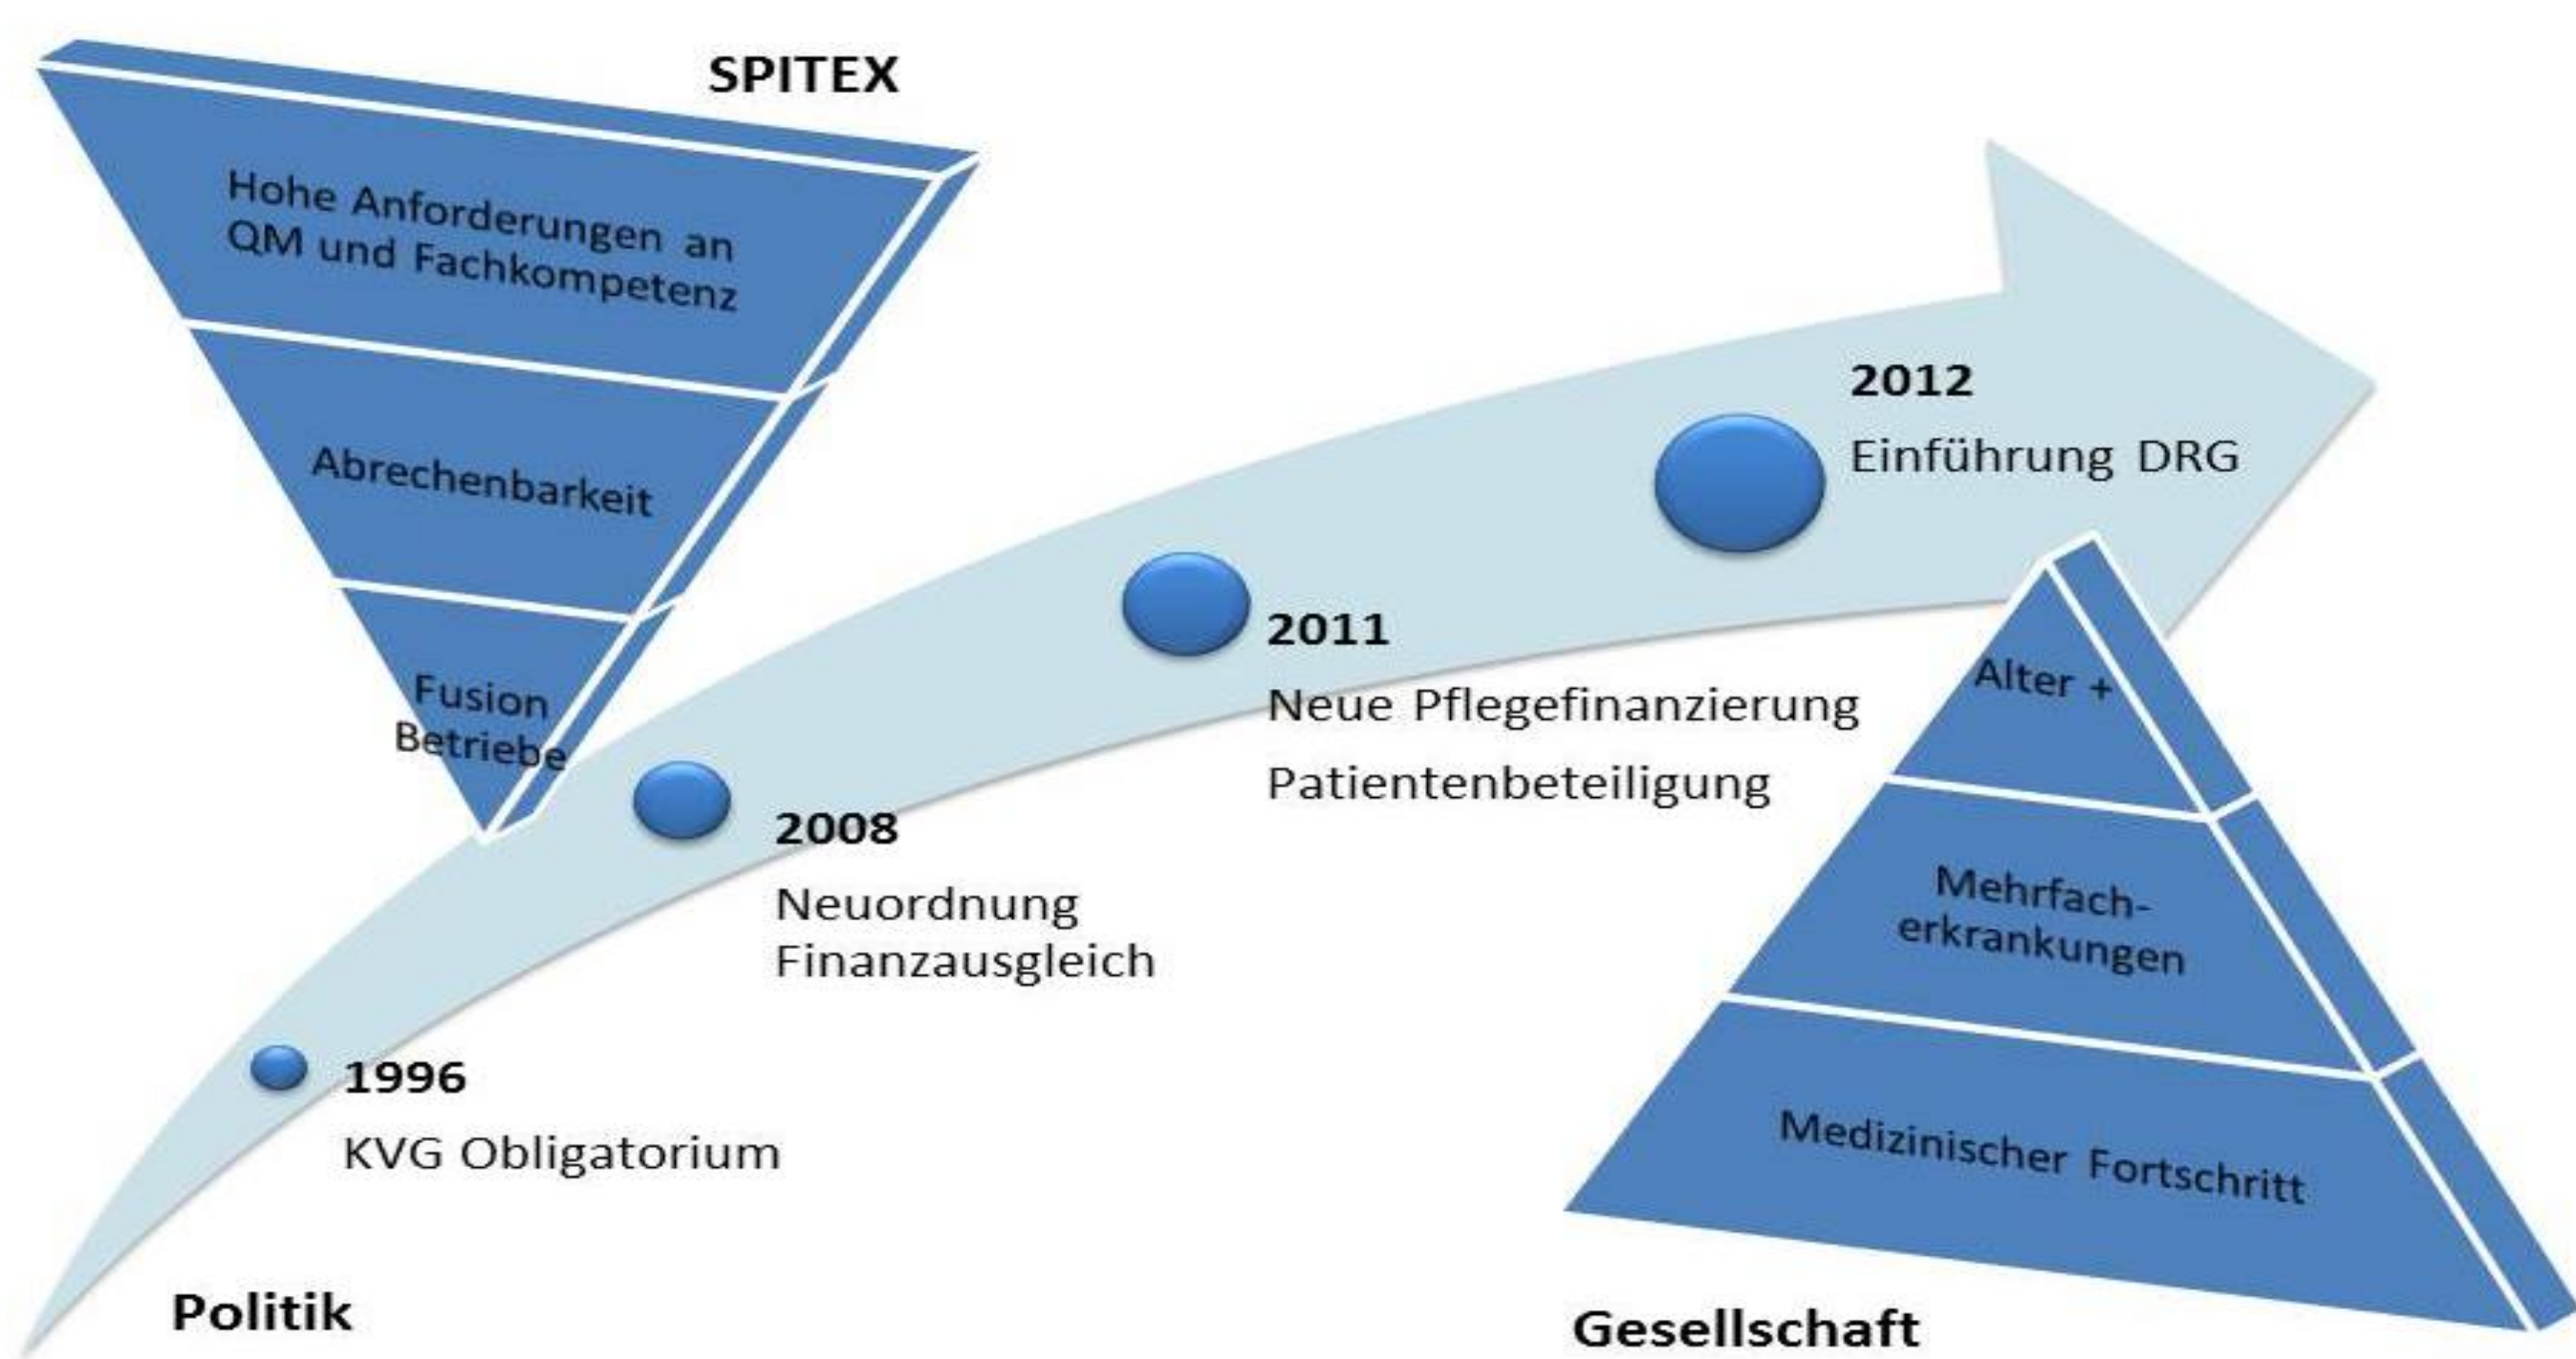 SPITEX
Hohe Anforderungen an
QM und Fachkompetenz
Abrechenbarkeit
Fusion
Betriebe
2012
Einführung DRG
2011
Neue Pflegefinanzierung
Patientenbeteiligung
2008
Neuordnung
Finanzausgleich
1996
KVG Obligatorium
Politik
Alter +
Mehrfach-
erkrankungen
Medizinischer Fortschritt
Gesellschaft